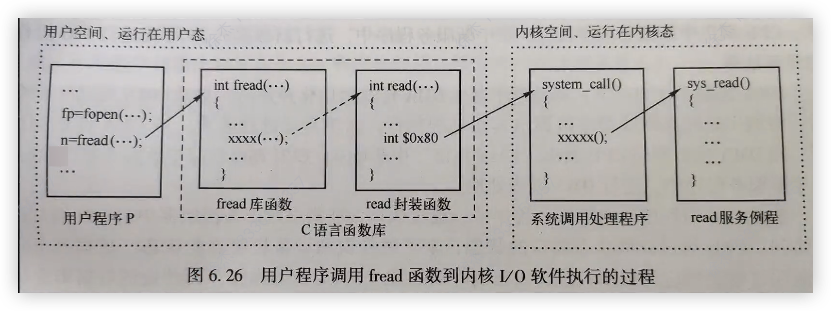 用户空间、运行在用户态
内核空间、运行在内核态
…
fp=fopen(…);
n=fread(…);
…
用户程序 P
int fread(…)
{
…
xxxx(…);
…
}
fread 库函数
int read(…)
{
…
int $0x80
…
}
read 封装函数
C 语言函数库
system_call()
{
…
xxxxx();
…
}
系统调用处理程序
sys_read()
{
…
…
…
}
read 服务例程
图 6.26 用户程序调用 fread 函数到内核 I/O 软件执行的过程